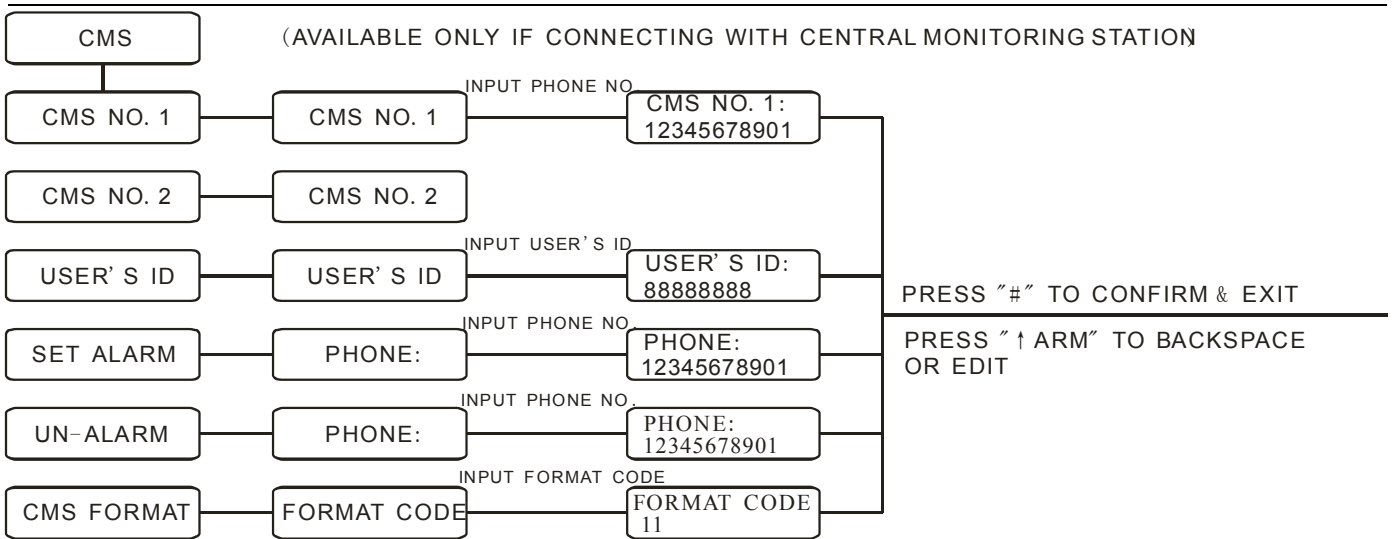 CMS
(AVAILABLE ONLY IF CONNECTING WITH CENTRAL MONITORING STATION)
INPUT PHONE NO.
CMS NO. 1
CMS NO. 1
CMS NO. 1:
12345678901
CMS NO. 2
CMS NO. 2
INPUT USER'S ID
USER'S ID
USER'S ID
USER'S ID:
88888888
PRESS "#" TO CONFIRM & EXIT
INPUT PHONE NO.
SET ALARM
PHONE:
PHONE:
12345678901
PRESS "↑ARM" TO BACKSPACE
OR EDIT
INPUT PHONE NO.
UN-ALARM
PHONE:
PHONE:
12345678901
INPUT FORMAT CODE
CMS FORMAT
FORMAT CODE
FORMAT CODE
11